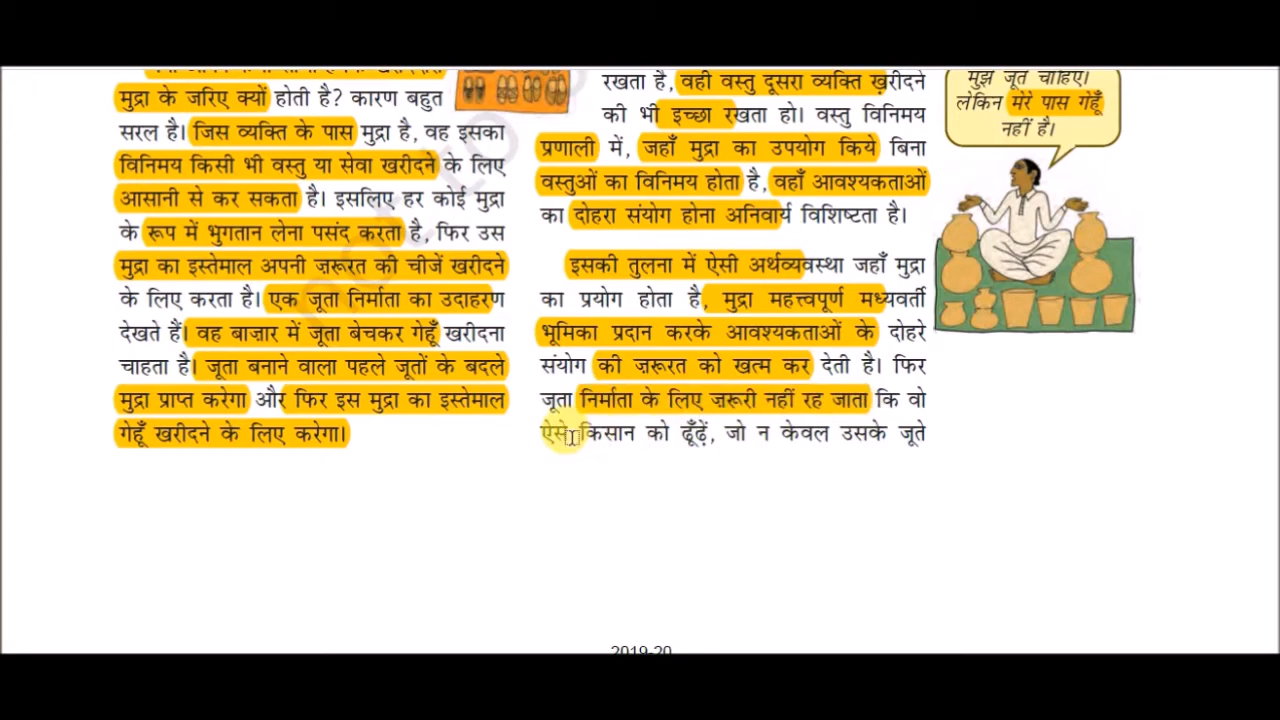 मुद्रा के जरिए क्यों होती है? कारण बहुत
सरल है। जिस व्यक्ति के पास मुद्रा है, वह इसका
विनिमय किसी भी वस्तु या सेवा खरीदने के लिए
आसानी से कर सकता है। इसलिए हर कोई मुद्रा
के रूप में भुगतान लेना पसंद करता है, फिर उस
मुद्रा का इस्तेमाल अपनी ज़रूरत की चीजें खरीदने
के लिए करता है। एक जूता निर्माता का उदाहरण
देखते हैं। वह बाज़ार में जूता बेचकर गेहूँ खरीदना
चाहता है। जूता बनाने वाला पहले जूतों के बदले
मुद्रा प्राप्त करेगा और फिर इस मुद्रा का इस्तेमाल
गेहूँ खरीदने के लिए करेगा।
रखता है, वही वस्तु दूसरा व्यक्ति ख़रीदने
की भी इच्छा रखता हो। वस्तु विनिमय
प्रणाली में, जहाँ मुद्रा का उपयोग किये बिना
वस्तुओं का विनिमय होता है, वहाँ आवश्यकताओं
का दोहरा संयोग होना अनिवार्य विशिष्टता है।
इसकी तुलना में ऐसी अर्थव्यवस्था जहाँ मुद्रा
का प्रयोग होता है, मुद्रा महत्त्वपूर्ण मध्यवर्ती
भूमिका प्रदान करके आवश्यकताओं के दोहरे
संयोग की ज़रूरत को खत्म कर देती है। फिर
जूता निर्माता के लिए ज़रूरी नहीं रह जाता कि वो
ऐसे किसान को ढूँढ़ें, जो न केवल उसके जूते
मुझे जूते चाहिए।
लेकिन मेरे पास गेहूँ
नहीं है।
2019-20